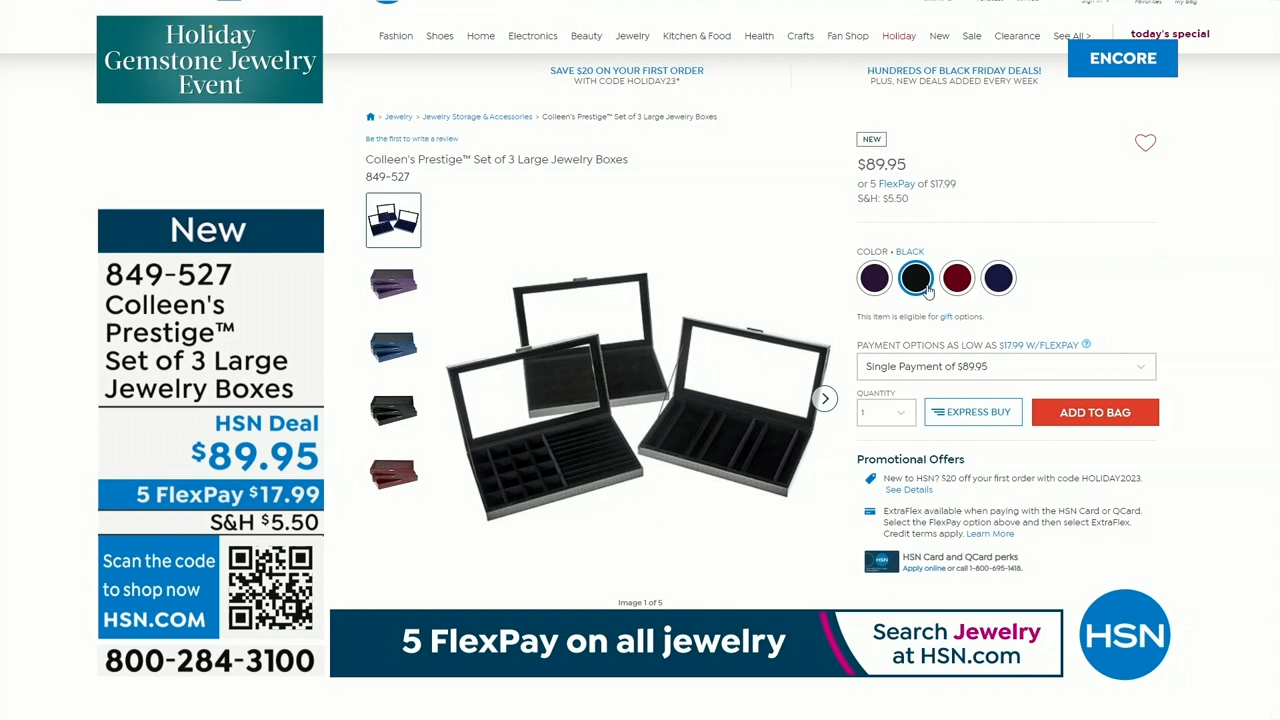 Holiday
Gemstone Jewelry
Event
Fashion Shoes Home Electronics Beauty Jewelry Kitchen & Food Health Crafts Fan Shop Holiday New Sale Clearance See All >
today's special
ENCORE
SAVE $20 ON YOUR FIRST ORDER
WITH CODE HOLIDAY23*
HUNDREDS OF BLACK FRIDAY DEALS!
PLUS, NEW DEALS ADDED EVERY WEEK
> Jewelry > Jewelry Storage & Accessories > Colleen's Prestige™ Set of 3 Large Jewelry Boxes
Be the first to write a review
Colleen's Prestige™ Set of 3 Large Jewelry Boxes
849-527
NEW
$89.95
or 5 FlexPay of $17.99
S&H: $5.50
COLOR • BLACK
This item is eligible for gift options.
PAYMENT OPTIONS AS LOW AS $17.99 W/FLEXPAY
Single Payment of $89.95
QUANTITY
1
EXPRESS BUY
ADD TO BAG
Promotional Offers
New to HSN? $20 off your first order with code HOLIDAY2023.
See Details
ExtraFlex available when paying with the HSN Card or QCard.
Select the FlexPay option above and then select ExtraFlex.
Credit terms apply. Learn More
HSN Card and QCard perks
Apply online or call 1-800-695-1418.
Image 1 of 5
New
849-527
Colleen's
Prestige™
Set of 3 Large
Jewelry Boxes
HSN Deal
$89.95
5 FlexPay $17.99
S&H $5.50
Scan the code
to shop now
HSN.COM
800-284-3100
5 FlexPay on all jewelry
Search Jewelry
at HSN.com
HSN